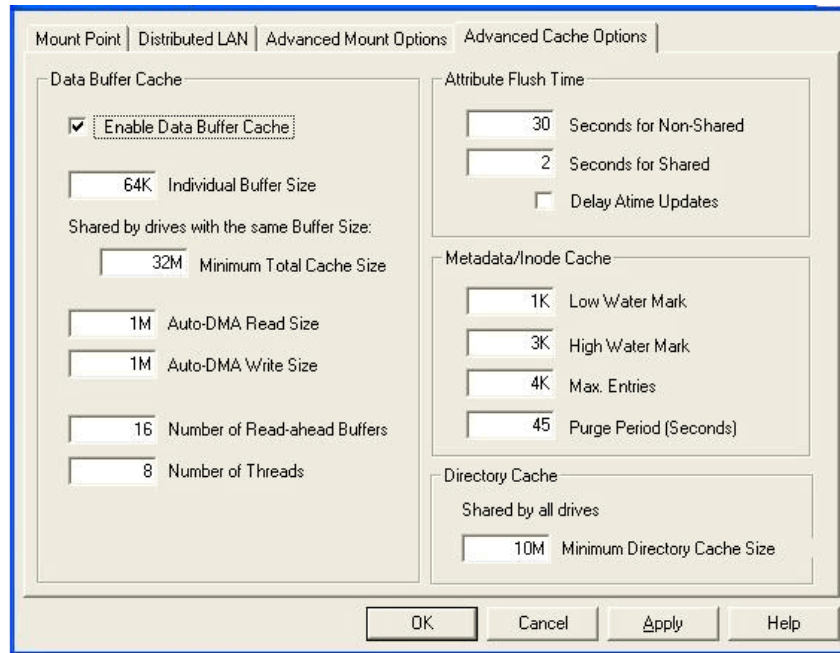 Mount Point
Distributed LAN
Advanced Mount Options
Advanced Cache Options
Data Buffer Cache
Enable Data Buffer Cache
64K Individual Buffer Size
Shared by drives with the same Buffer Size:
32M Minimum Total Cache Size
1M Auto-DMA Read Size
1M Auto-DMA Write Size
16 Number of Read-ahead Buffers
8 Number of Threads
Attribute Flush Time
30 Seconds for Non-Shared
2 Seconds for Shared
Delay Atime Updates
Metadata/Inode Cache
1K Low Water Mark
3K High Water Mark
4K Max. Entries
45 Purge Period (Seconds)
Directory Cache
Shared by all drives
10M Minimum Directory Cache Size
OK
Cancel
Apply
Help